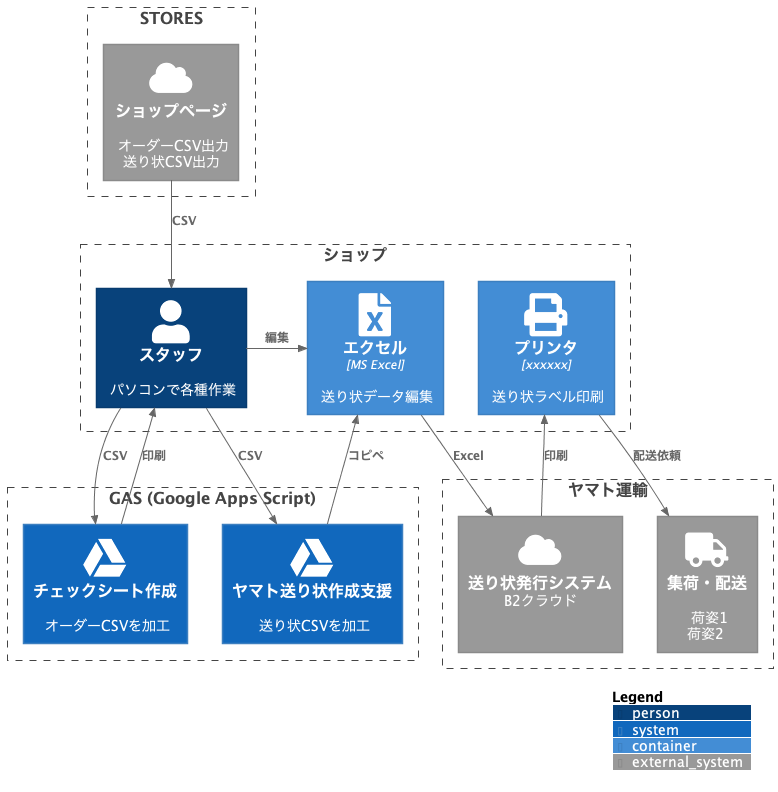 STORES
ショップページ
オーダーCSV出力
送り状CSV出力
CSV
ショップ
スタッフ
パソコンで各種作業
編集
エクセル
[MS Excel]
送り状データ編集
プリンタ
[xxxxxx]
送り状ラベル印刷
CSV
印刷
CSV
コピペ
Excel
印刷
配送依頼
GAS (Google Apps Script)
チェックシート作成
オーダーCSVを加工
ヤマト送り状作成支援
送り状CSVを加工
ヤマト運輸
送り状発行システム
B2クラウド
集荷・配送
荷姿1
荷姿2
Legend
person
system
container
external_system